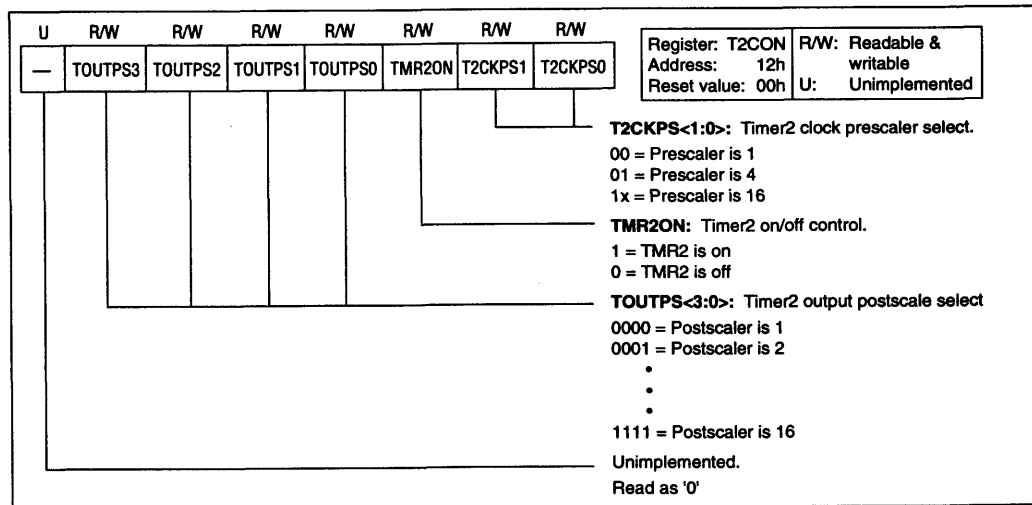 U R/W R/W R/W R/W R/W R/W R/W
— TOUTPS3 TOUTPS2 TOUTPS1 TOUTPS0 TMR2ON T2CKPS1 T2CKPS0
Register: T2CON
Address: 12h
Reset value: 00h
R/W: Readable &
writable
U: Unimplemented
T2CKPS<1:0>: Timer2 clock prescaler select.
00 = Prescaler is 1
01 = Prescaler is 4
1x = Prescaler is 16
TMR2ON: Timer2 on/off control.
1 = TMR2 is on
0 = TMR2 is off
TOUTPS<3:0>: Timer2 output postscale select
0000 = Postscaler is 1
0001 = Postscaler is 2
•
•
•
1111 = Postscaler is 16
Unimplemented.
Read as '0'